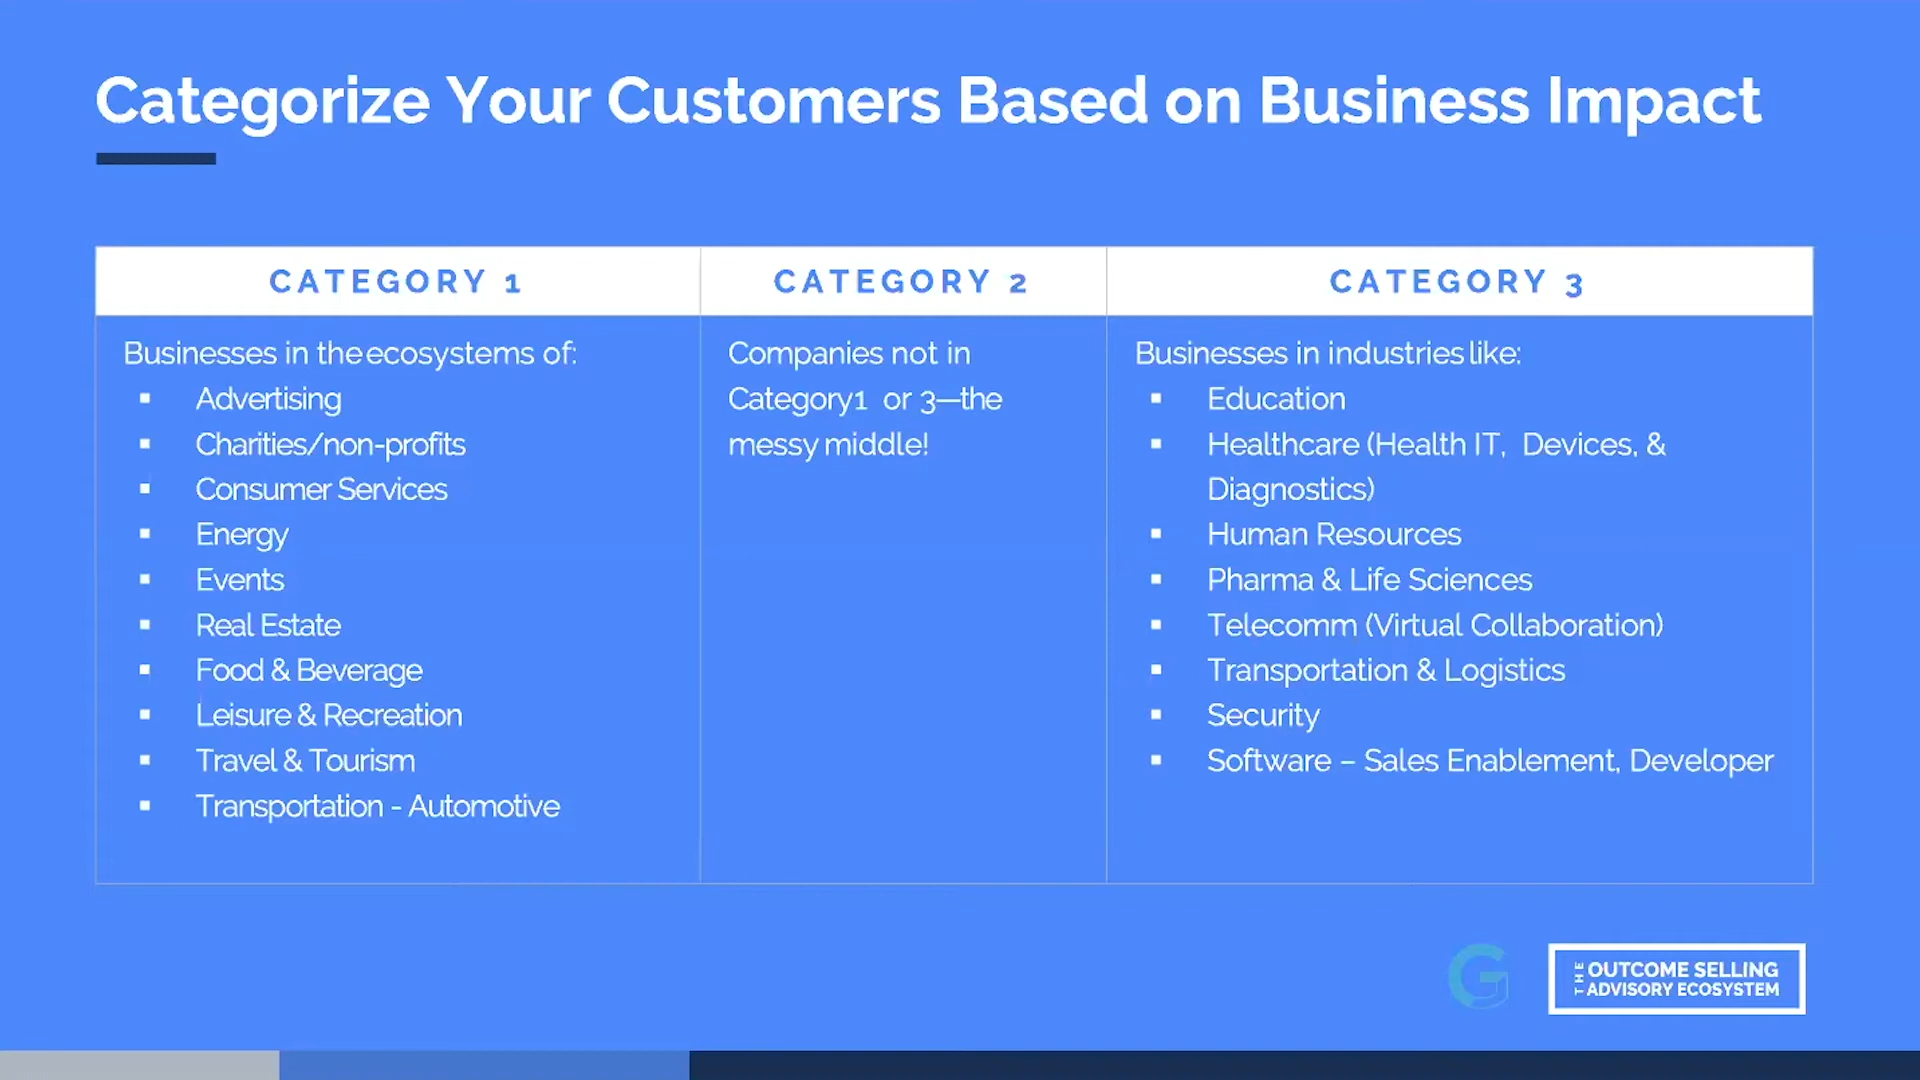 Categorize Your Customers Based on Business Impact
CATEGORY 1
Businesses in the ecosystems of:
▪ Advertising
▪ Charities/non-profits
▪ Consumer Services
▪ Energy
▪ Events
▪ Real Estate
▪ Food & Beverage
▪ Leisure & Recreation
▪ Travel & Tourism
▪ Transportation - Automotive
CATEGORY 2
Companies not in
Category1 or 3—the
messy middle!
CATEGORY 3
Businesses in industries like:
▪ Education
▪ Healthcare (Health IT, Devices, &
Diagnostics)
▪ Human Resources
▪ Pharma & Life Sciences
▪ Telecomm (Virtual Collaboration)
▪ Transportation & Logistics
▪ Security
▪ Software – Sales Enablement, Developer
G
THE OUTCOME SELLING
ADVISORY ECOSYSTEM